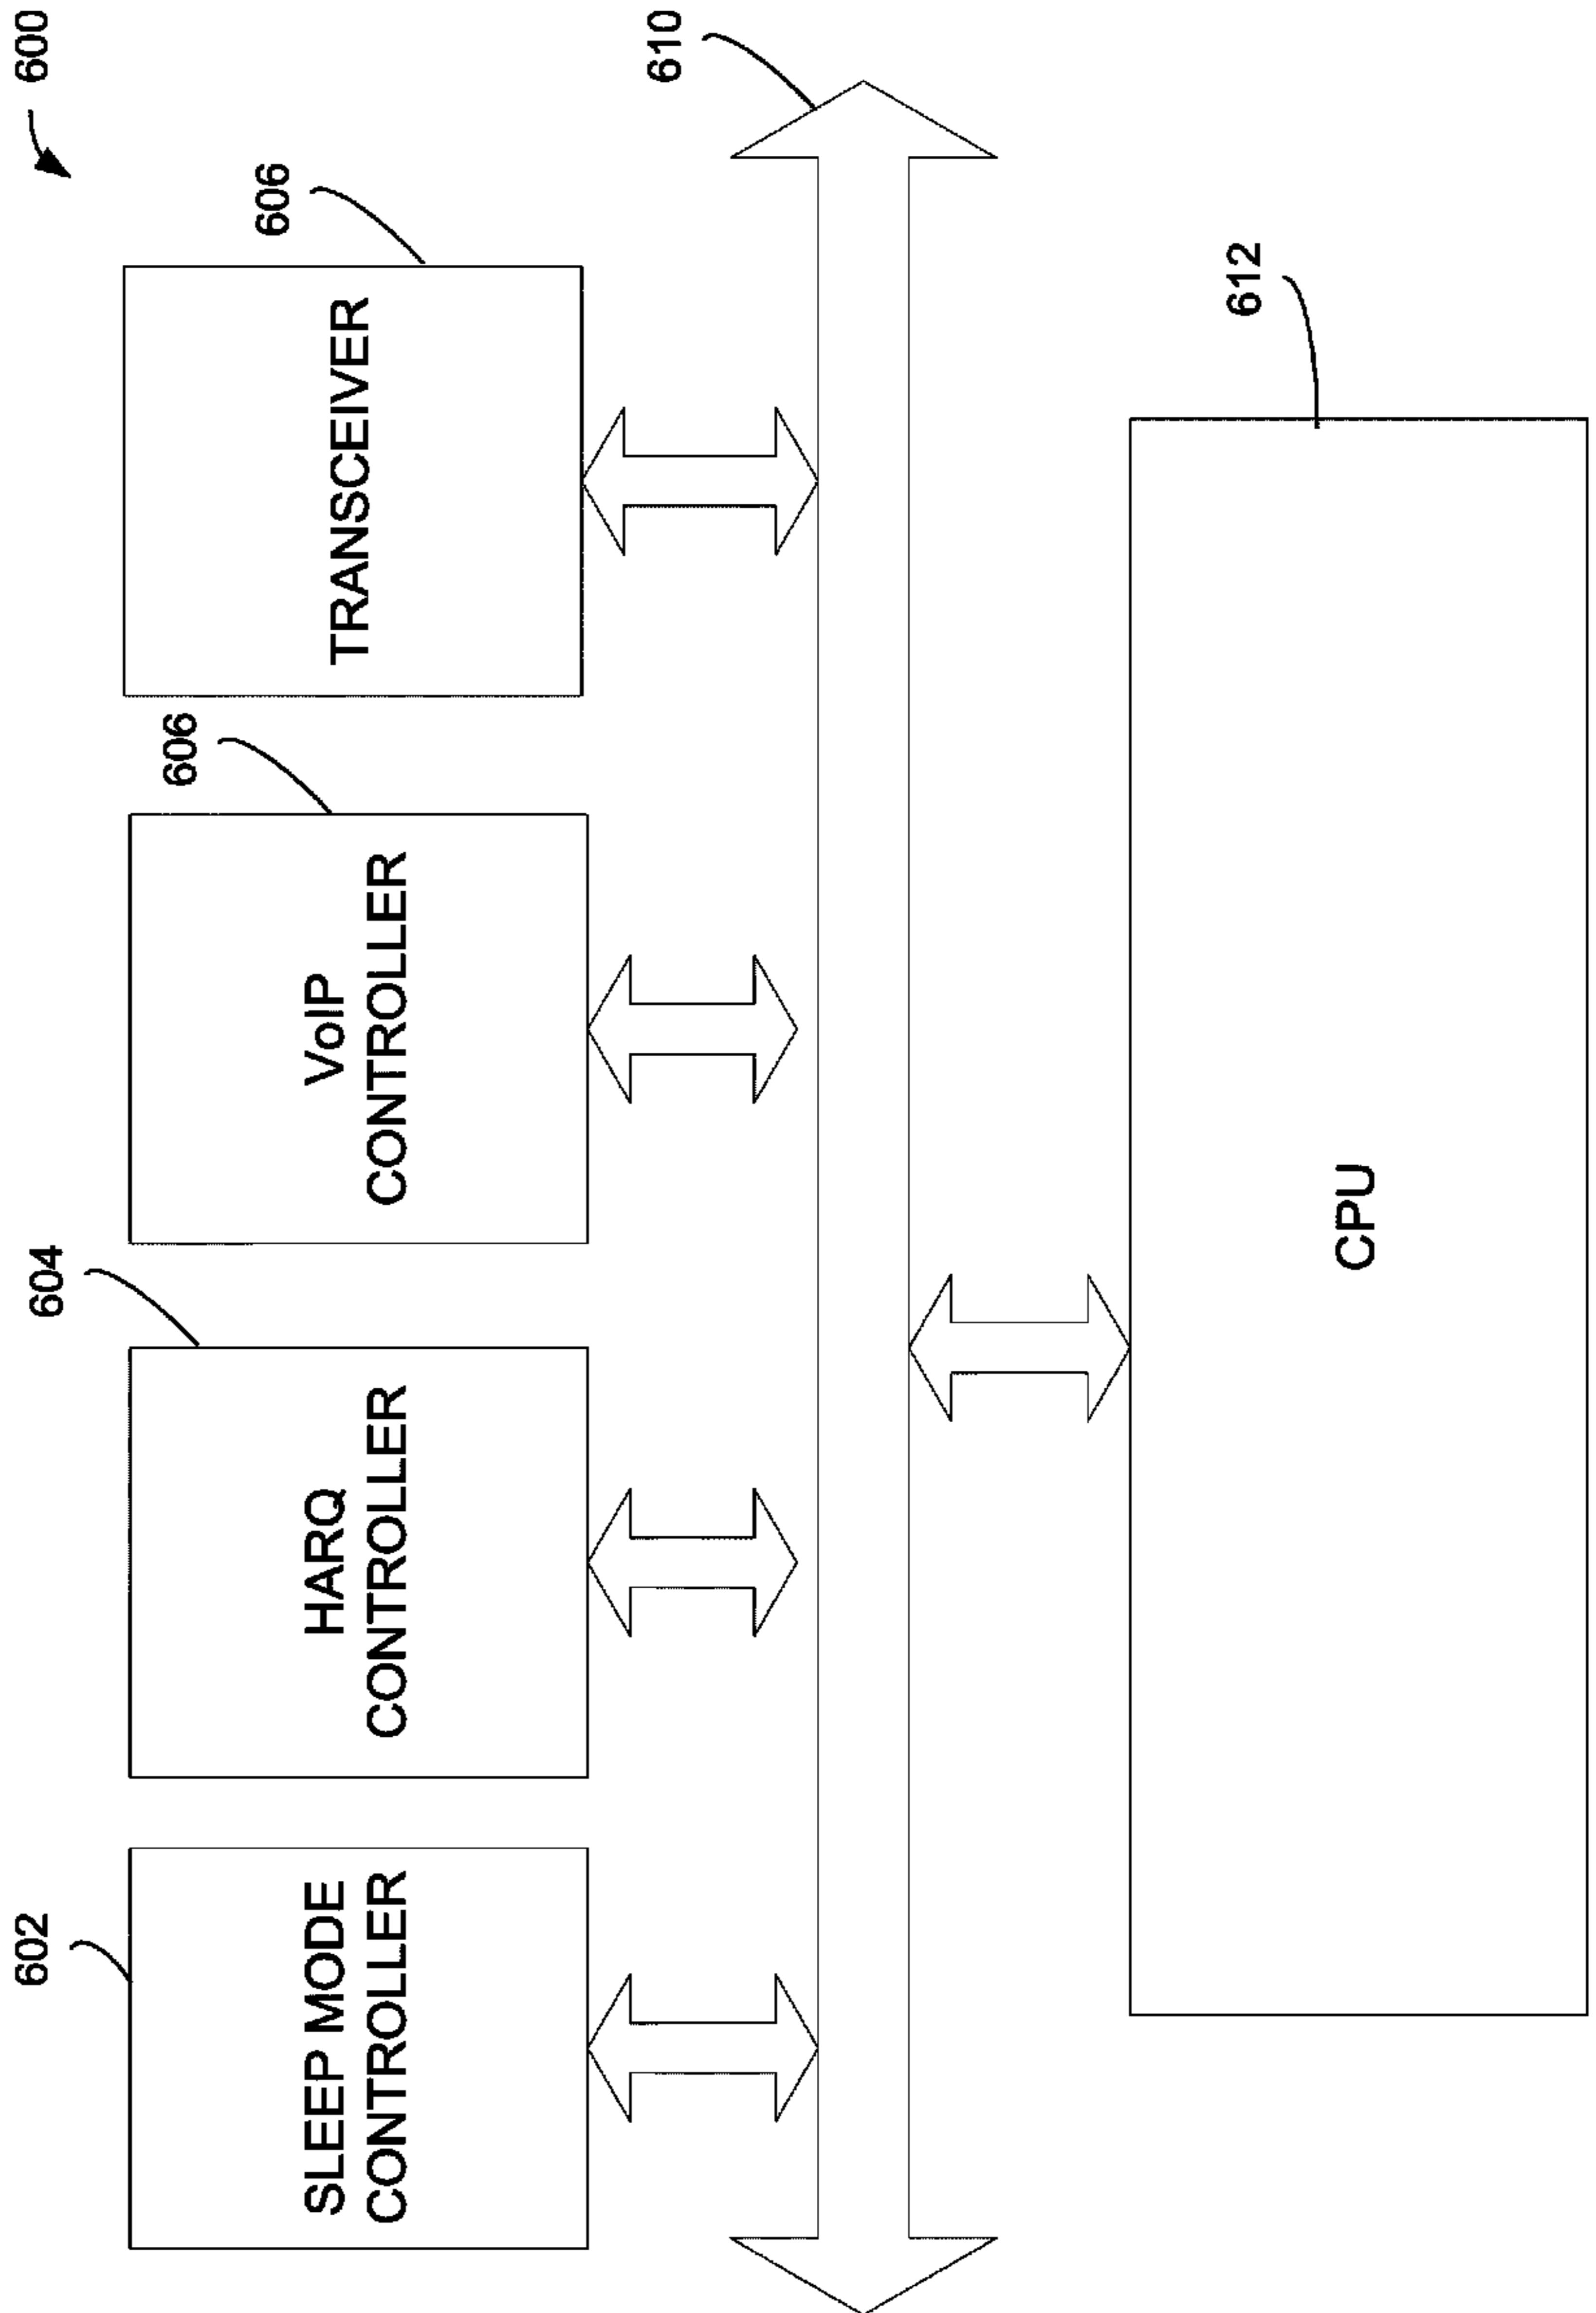 600
602
SLEEP MODE
CONTROLLER
604
HARQ
CONTROLLER
606
VoIP
CONTROLLER
606
TRANSCEIVER
610
612
CPU